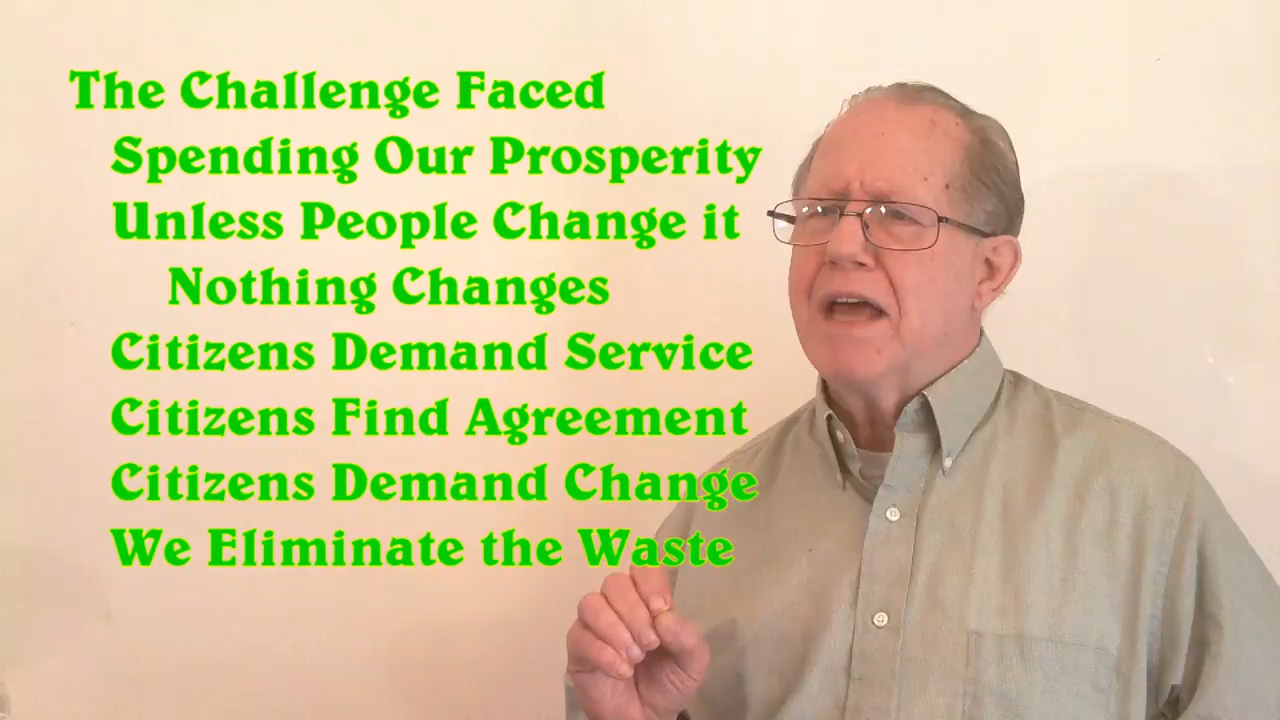 The Challenge Faced
Spending Our Prosperity
Unless People Change it
Nothing Changes
Citizens Demand Service
Citizens Find Agreement
Citizens Demand Change
We Eliminate the Waste